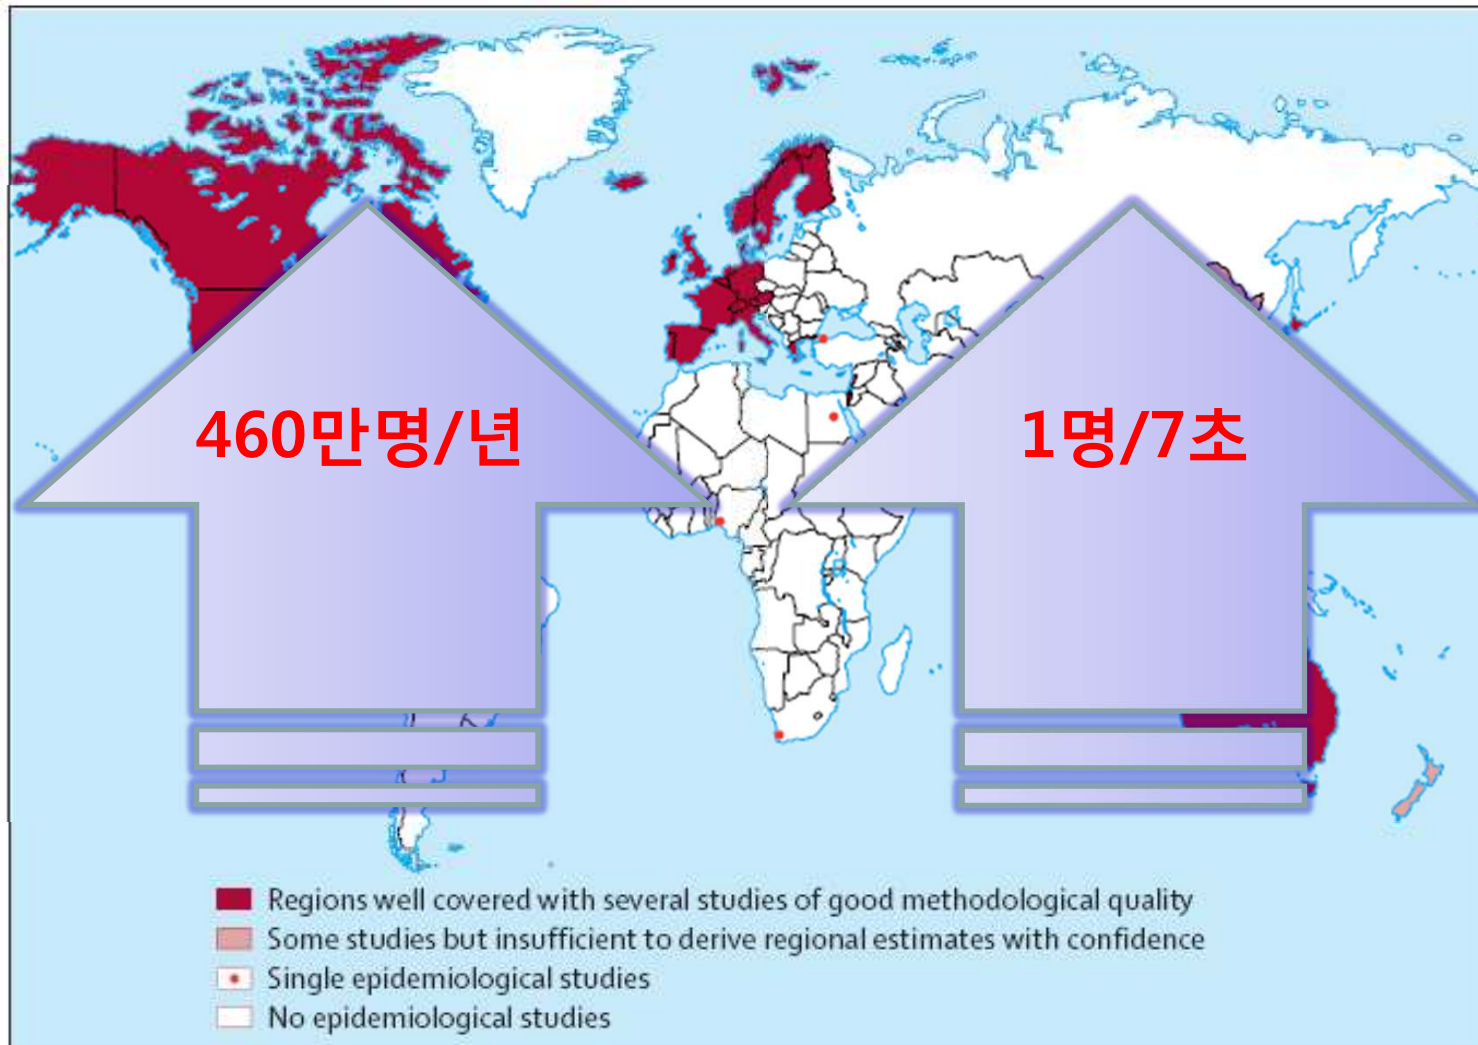 460만명/년
1명/7초
Regions well covered with several studies of good methodological quality
Some studies but insufficient to derive regional estimates with confidence
Single epidemiological studies
No epidemiological studies